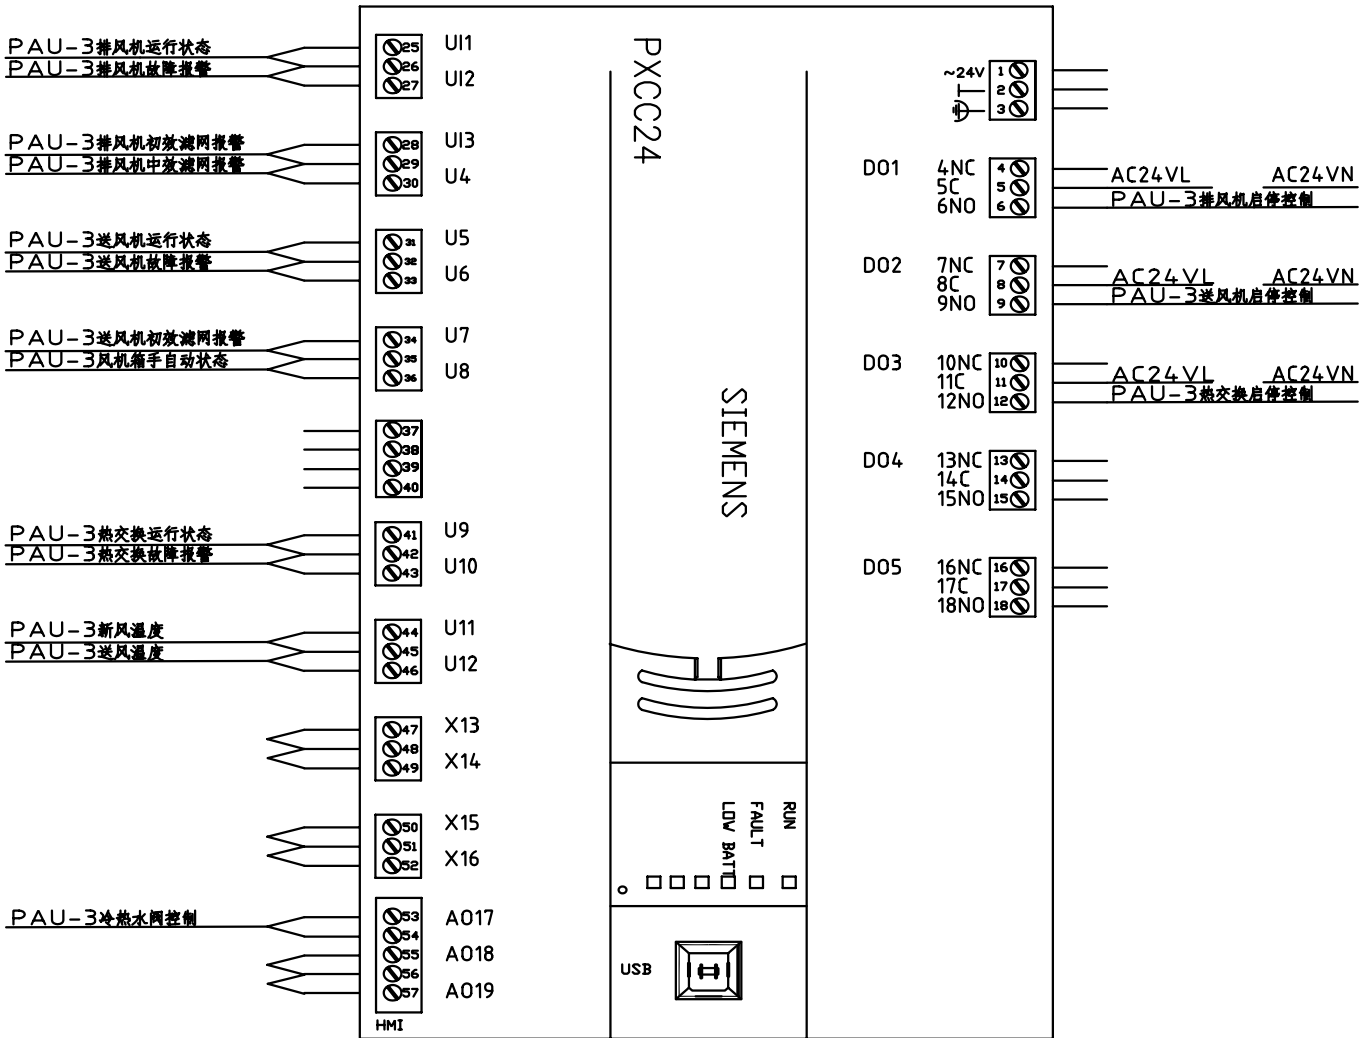 PAU-3排风机运行状态
PAU-3排风机故障报警
25 UI1
26
27 UI2
PAU-3排风机初效滤网报警
PAU-3排风机中效滤网报警
28 UI3
29
30 U4
PAU-3送风机运行状态
PAU-3送风机故障报警
31 U5
32
33 U6
PAU-3送风机初效滤网报警
PAU-3风机箱手自动状态
34 U7
35
36 U8
37
38
39
40
PAU-3热交换运行状态
PAU-3热交换故障报警
41 U9
42
43 U10
PAU-3新风温度
PAU-3送风温度
44 U11
45
46 U12
47 X13
48
49 X14
50 X15
51
52 X16
PAU-3冷热水阀控制
53 AO17
54
55 AO18
56
57 AO19
HMI
PXCC24
SIEMENS
LOW BATT
FAULT
RUN
USB
~24V 1
2
3
DO1 4NC 4
5C 5 AC24VL AC24VN
6NO 6 PAU-3排风机启停控制
DO2 7NC 7
8C 8 AC24VL AC24VN
9NO 9 PAU-3送风机启停控制
DO3 10NC 10
11C 11 AC24VL AC24VN
12NO 12 PAU-3热交换启停控制
DO4 13NC 13
14C 14
15NO 15
DO5 16NC 16
17C 17
18NO 18